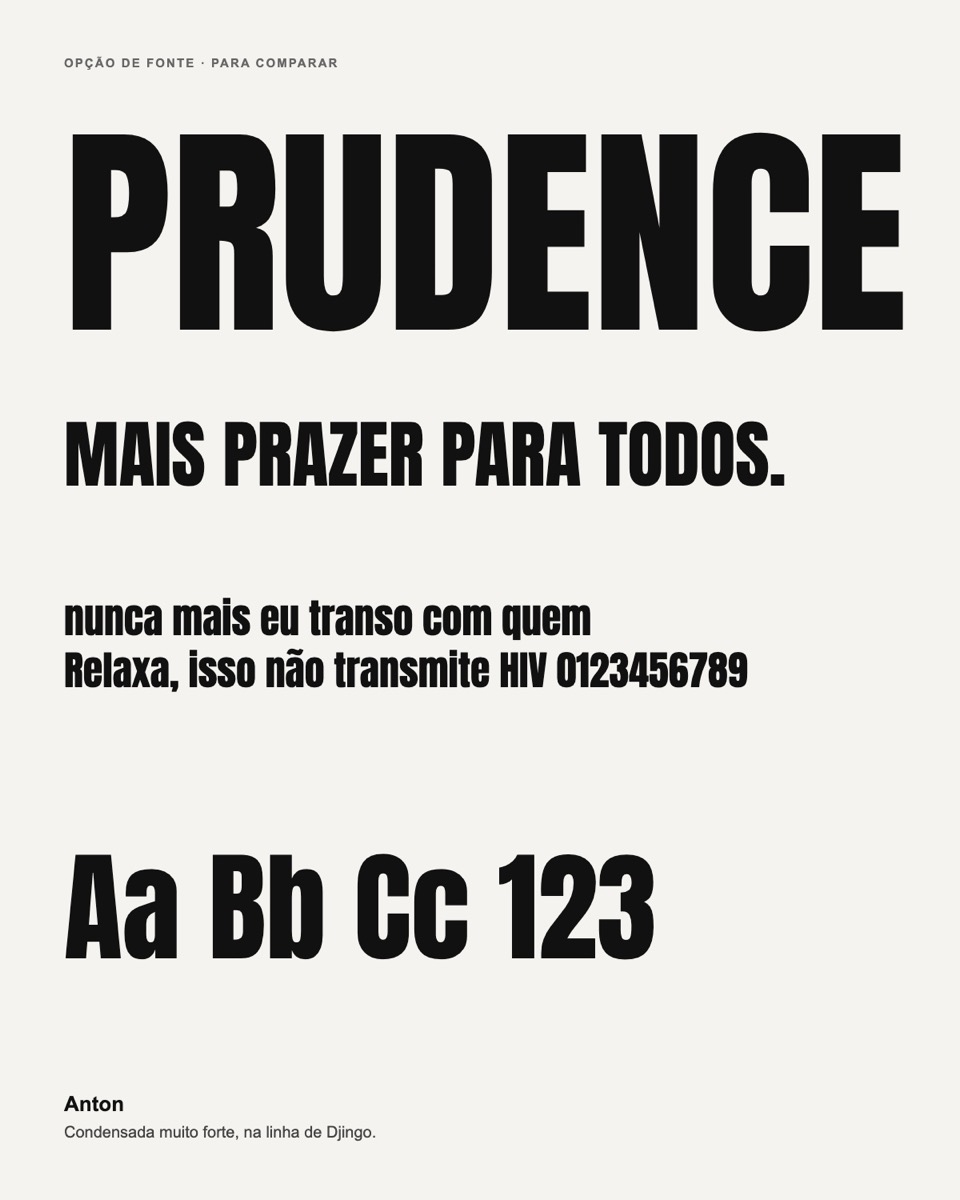 OPÇÃO DE FONTE · PARA COMPARAR
PRUDENCE
MAIS PRAZER PARA TODOS.
nunca mais eu transo com quem
Relaxa, isso não transmite HIV 0123456789
Aa Bb Cc 123
Anton
Condensada muito forte, na linha de Djingo.